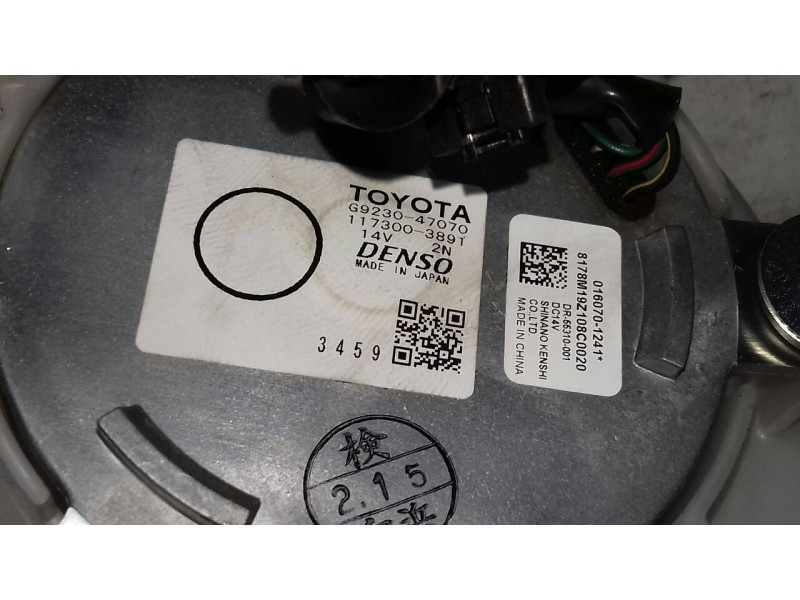 TOYOTA
G9230-47070
117300-3891
14V 2N
DENSO
MADE IN JAPAN
3459
016070-1241*
8178M19Z108C0020
DR-55310-001
DC14V
SHINANO KENSHI
CO.,LTD
MADE IN CHINA
検
2.15